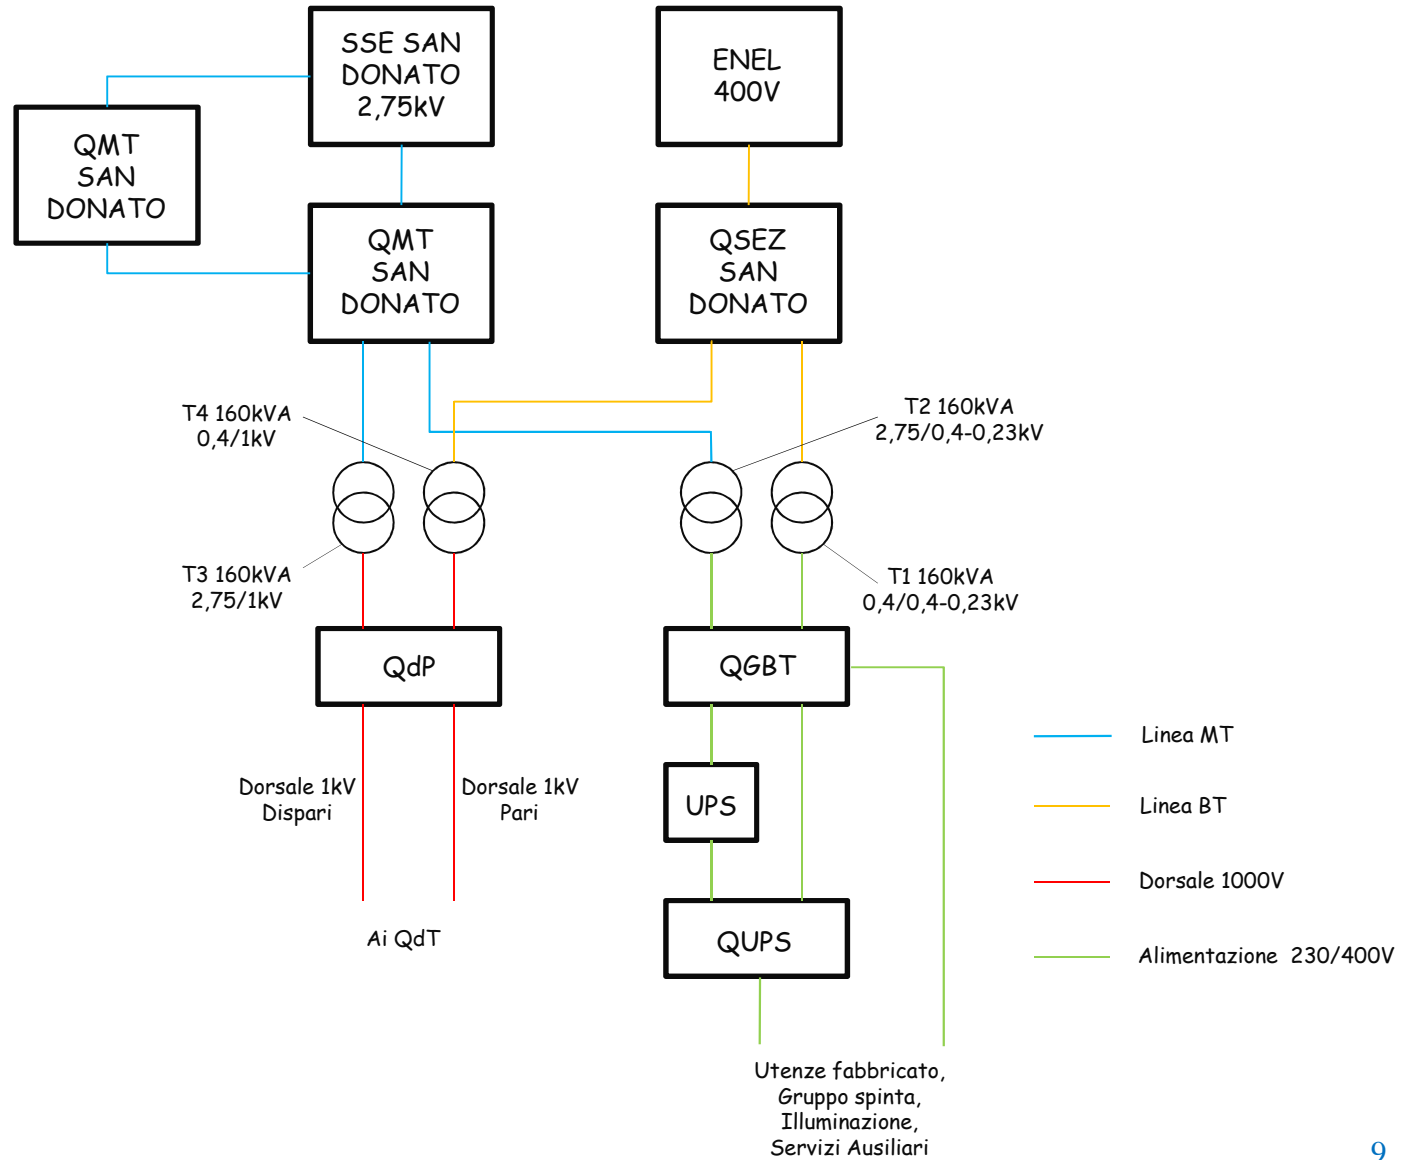 SSE SAN
DONATO
2,75kV
ENEL
400V
QMT
SAN
DONATO
QMT
SAN
DONATO
QSEZ
SAN
DONATO
T4 160kVA
0,4/1kV
T2 160kVA
2,75/0,4-0,23kV
T3 160kVA
2,75/1kV
T1 160kVA
0,4/0,4-0,23kV
QdP
QGBT
Dorsale 1kV
Dispari
Dorsale 1kV
Pari
UPS
Ai QdT
QUPS
Linea MT
Linea BT
Dorsale 1000V
Alimentazione 230/400V
Utenze fabbricato,
Gruppo spinta,
Illuminazione,
Servizi Ausiliari
9